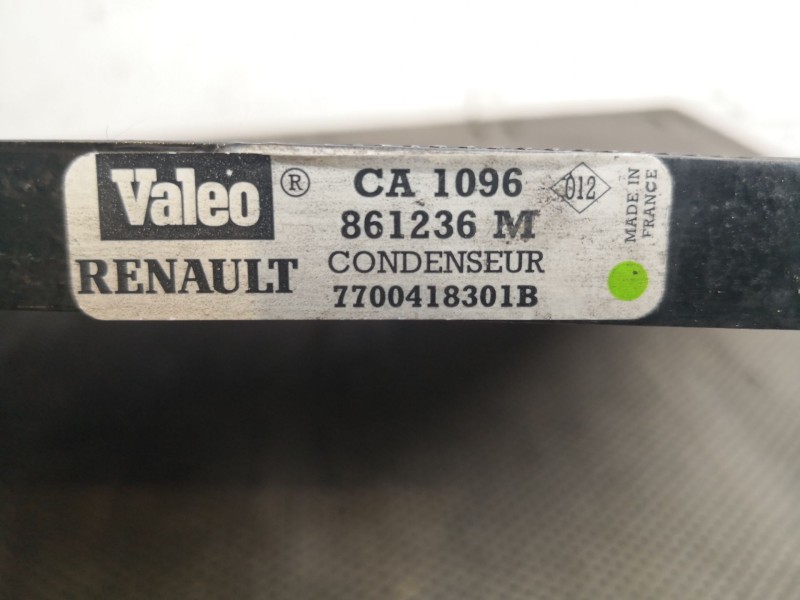 Valeo ® CA 1096
861236 M
RENAULT CONDENSEUR
7700418301B
012
MADE IN
FRANCE